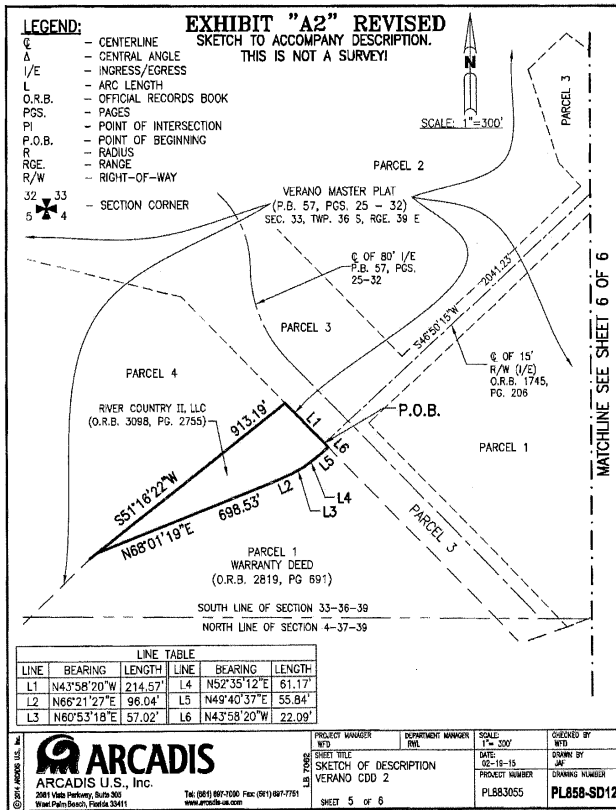 EXHIBIT "A2" REVISED
SKETCH TO ACCOMPANY DESCRIPTION.
THIS IS NOT A SURVEY!
LEGEND:
℄ – CENTERLINE
Δ – CENTRAL ANGLE
I/E – INGRESS/EGRESS
L – ARC LENGTH
O.R.B. – OFFICIAL RECORDS BOOK
PGS. – PAGES
PI – POINT OF INTERSECTION
P.O.B. – POINT OF BEGINNING
R – RADIUS
RGE. – RANGE
R/W – RIGHT-OF-WAY
32 33
5 4 – SECTION CORNER
N
SCALE: 1"=300'
PARCEL 3
PARCEL 2
VERANO MASTER PLAT
(P.B. 57, PGS. 25 – 32)
SEC. 33, TWP. 36 S, RGE. 39 E
℄ OF 80' I/E
P.B. 57, PGS.
25-32
S46°50'15"W 2041.23'
PARCEL 3
℄ OF 15'
R/W (I/E)
O.R.B. 1745,
PG. 206
MATCHLINE SEE SHEET 6 OF 6
PARCEL 4
RIVER COUNTRY II, LLC
(O.R.B. 3098, PG. 2755)
S51°16'22"W 913.19'
L1
P.O.B.
L6
L5
L4
L3
L2
PARCEL 1
N68°01'19"E 698.53'
PARCEL 3
PARCEL 1
WARRANTY DEED
(O.R.B. 2819, PG 691)
SOUTH LINE OF SECTION 33-36-39
NORTH LINE OF SECTION 4-37-39
LINE TABLE
LINE BEARING LENGTH LINE BEARING LENGTH
L1 N43°58'20"W 214.57' L4 N52°35'12"E 61.17'
L2 N66°21'27"E 96.04' L5 N49°40'37"E 55.84'
L3 N60°53'18"E 57.02' L6 N43°58'20"W 22.09'
© 2014 ARCADIS U.S., Inc.
ARCADIS
ARCADIS U.S., Inc.
2081 Vista Parkway, Suite 305
West Palm Beach, Florida 33411
Tel: (561) 697-7000 Fax: (561) 697-7751
www.arcadis-us.com
LB 7062
PROJECT MANAGER
WFD
DEPARTMENT MANAGER
RWL
SCALE:
1"= 300'
CHECKED BY
WFD
SHEET TITLE
SKETCH OF DESCRIPTION
VERANO CDD 2
DATE:
02-19-15
DRAWN BY
JAF
PROJECT NUMBER
PL883055
DRAWING NUMBER
PL858-SD12
SHEET 5 OF 6